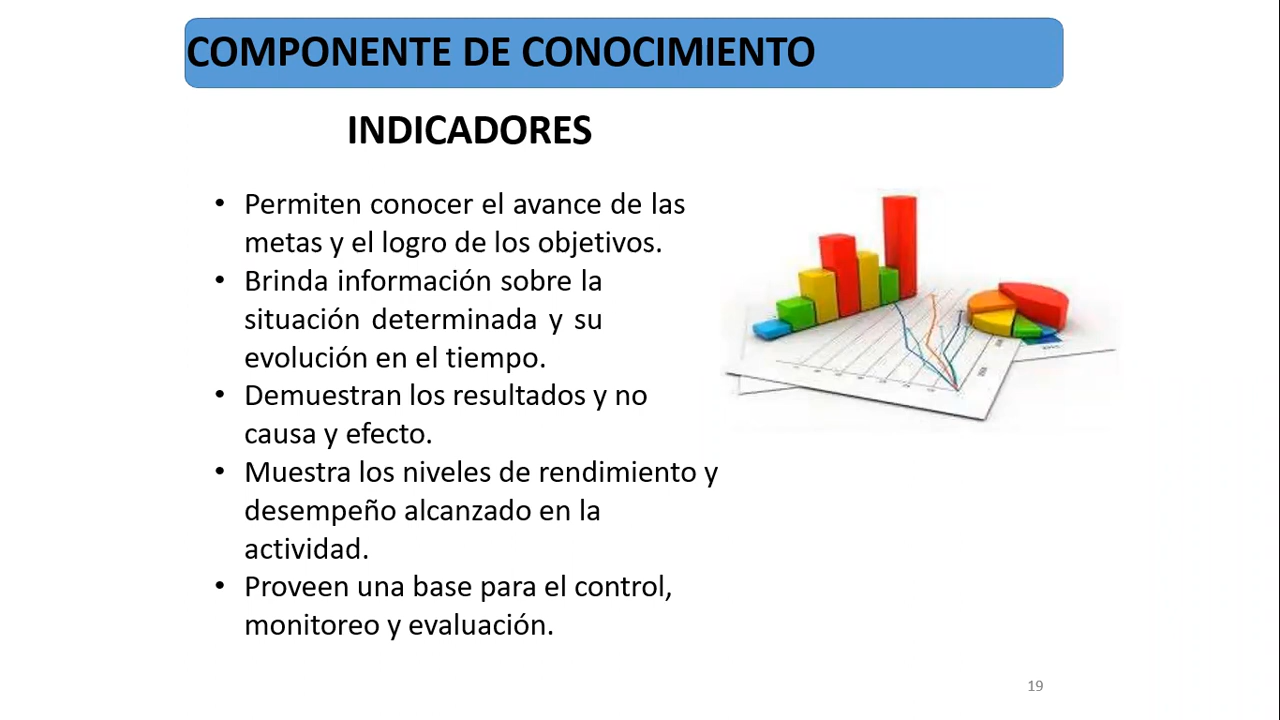 COMPONENTE DE CONOCIMIENTO
INDICADORES
• Permiten conocer el avance de las
metas y el logro de los objetivos.
• Brinda información sobre la
situación determinada y su
evolución en el tiempo.
• Demuestran los resultados y no
causa y efecto.
• Muestra los niveles de rendimiento y
desempeño alcanzado en la
actividad.
• Proveen una base para el control,
monitoreo y evaluación.
19